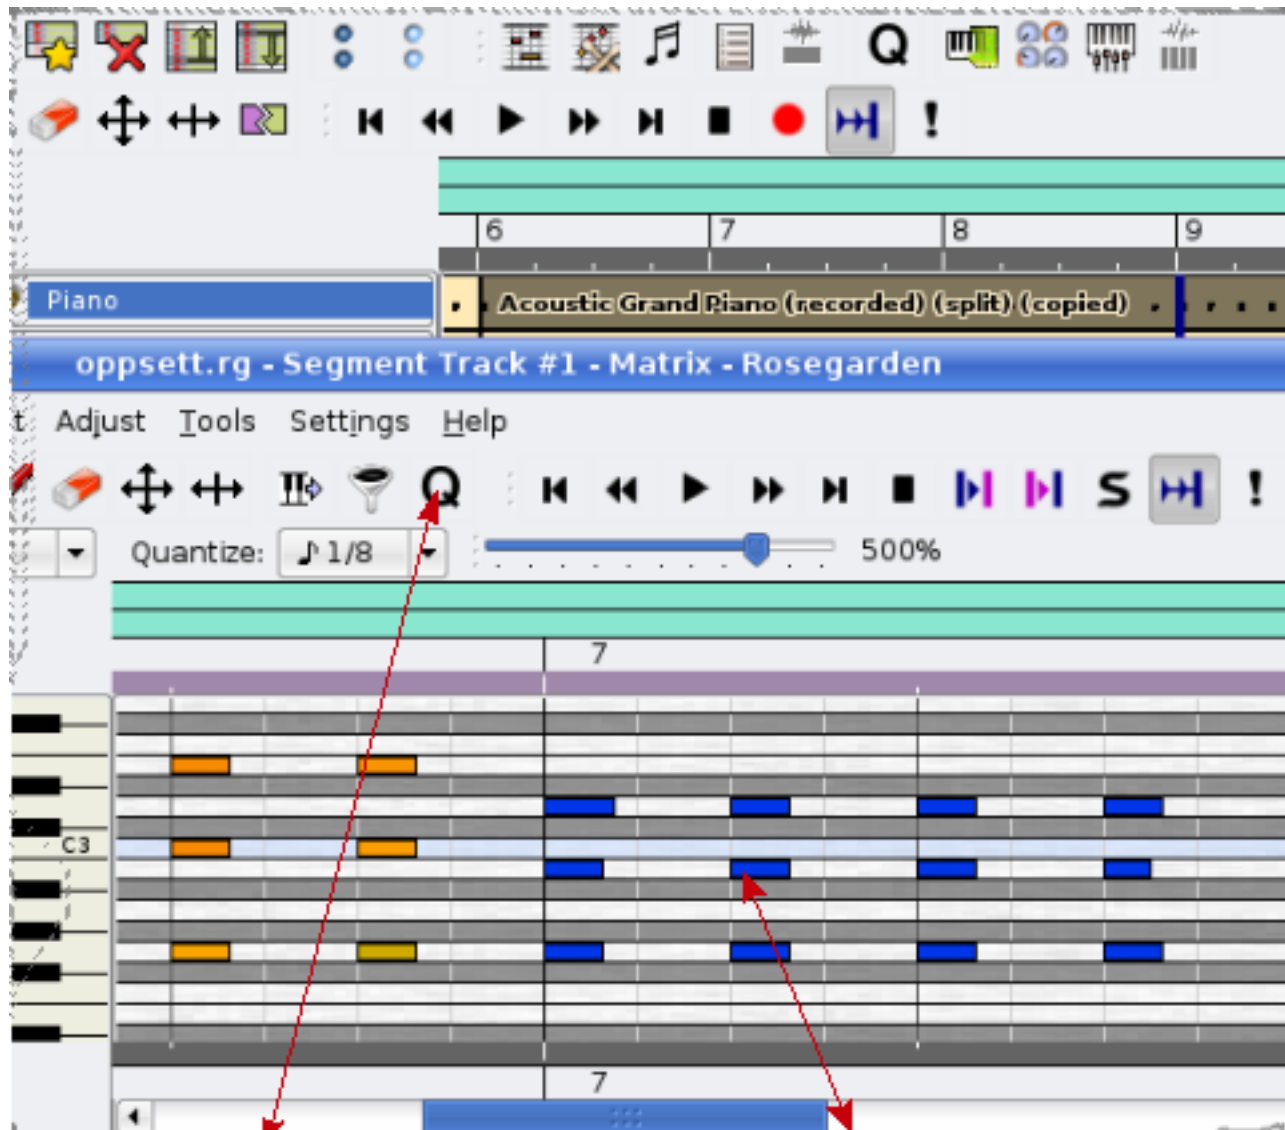 Q
!
6 7 8 9
Piano
Acoustic Grand Piano (recorded) (split) (copied)
oppsett.rg - Segment Track #1 - Matrix - Rosegarden
t Adjust Tools Settings Help
Q S !
Quantize: 1/8 500%
7
C3
7